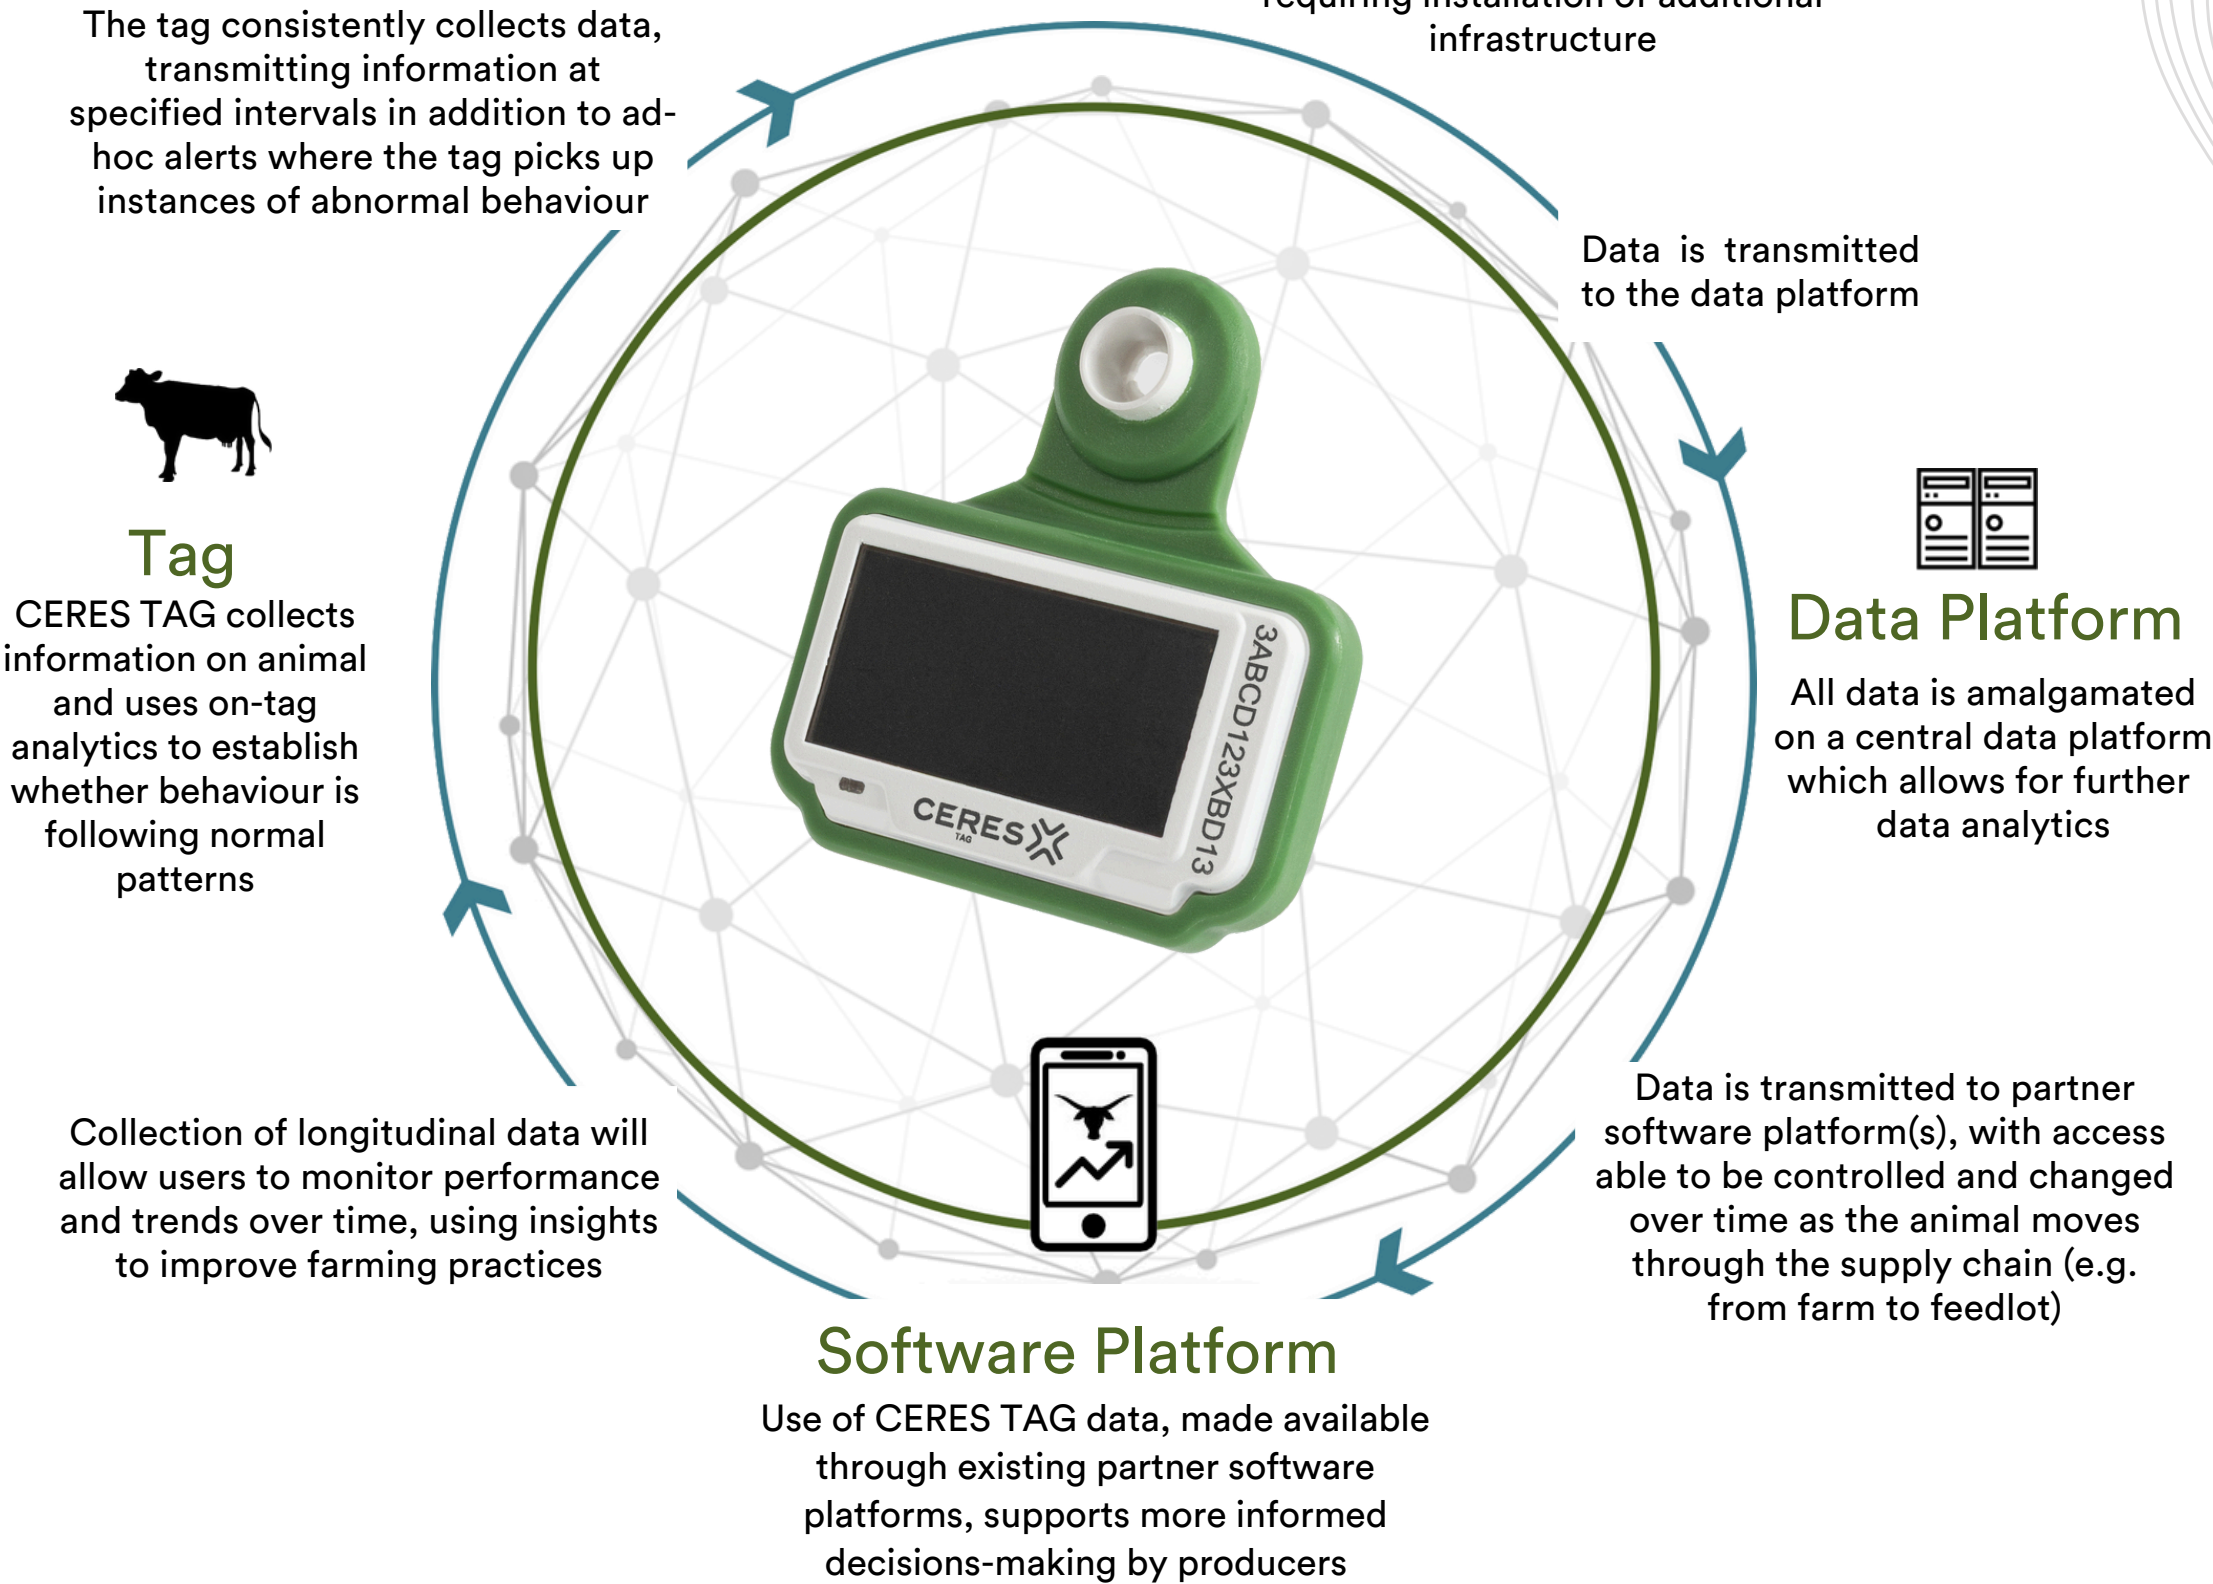 The tag consistently collects data,
transmitting information at
specified intervals in addition to ad-
hoc alerts where the tag picks up
instances of abnormal behaviour
requiring installation of additional
infrastructure
Data is transmitted
to the data platform
Tag
CERES TAG collects
information on animal
and uses on-tag
analytics to establish
whether behaviour is
following normal
patterns
3ABCD123XBD13
CERES
TAG
Data Platform
All data is amalgamated
on a central data platform
which allows for further
data analytics
Collection of longitudinal data will
allow users to monitor performance
and trends over time, using insights
to improve farming practices
Data is transmitted to partner
software platform(s), with access
able to be controlled and changed
over time as the animal moves
through the supply chain (e.g.
from farm to feedlot)
Software Platform
Use of CERES TAG data, made available
through existing partner software
platforms, supports more informed
decisions-making by producers